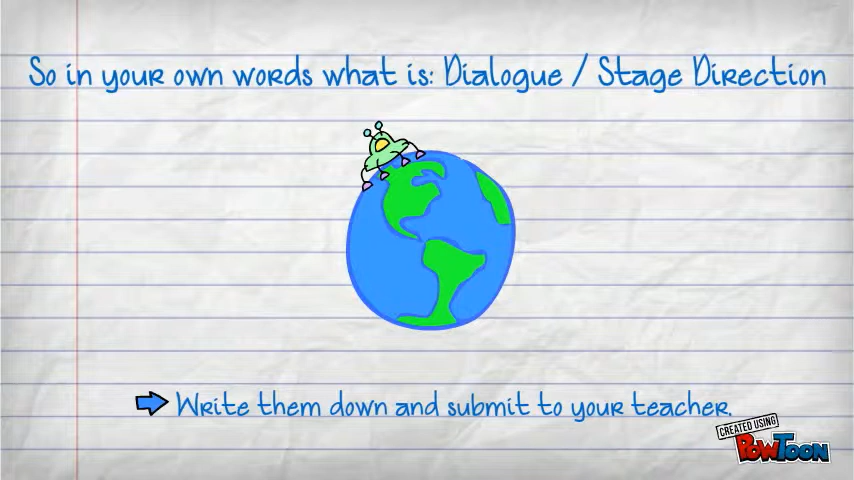 So in your own words what is: Dialogue / Stage Direction
Write them down and submit to your teacher.
CREATED USING
POWTOON